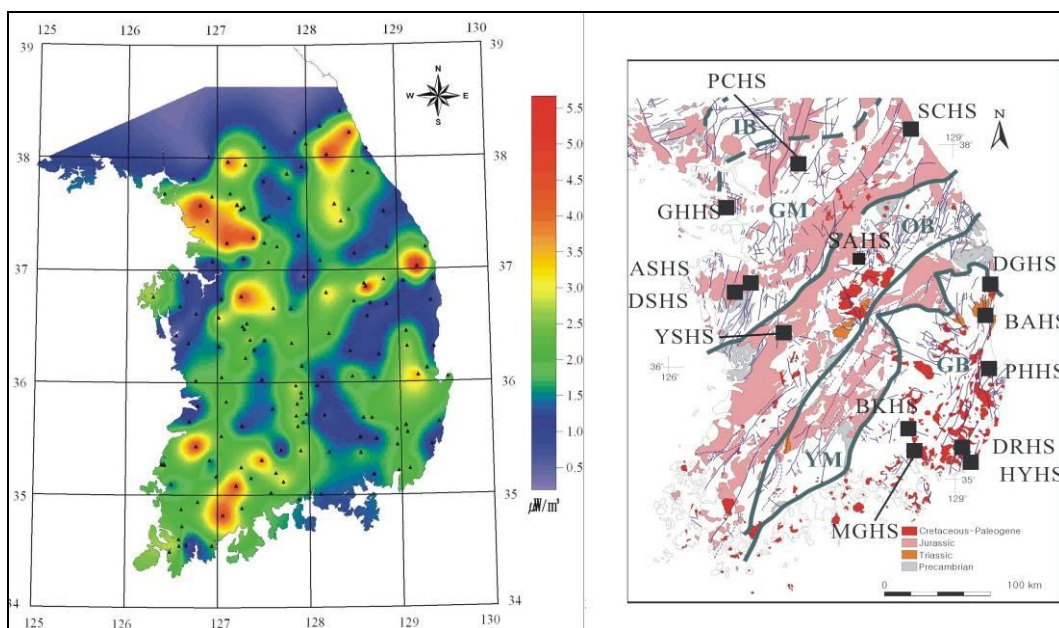 125 126 127 128 129 130
39 39
38 38
37 37
36 36
35 35
34 34
125 126 127 128 129 130
N
W E
S
5.5
5.0
4.5
4.0
3.5
3.0
2.5
2.0
1.5
1.0
0.5
μW/m³
PCHS
SCHS
N
IB
129°
38
GHHS
GM
OB
SAHS
ASHS
DGHS
DSHS
BAHS
YSHS
36
126°
GB
PHHS
BKHS
DRHS
YM
35
HYHS
129°
MGHS
Cretaceous-Paleogene
Jurassic
Triassic
Precambrian
0 100 km